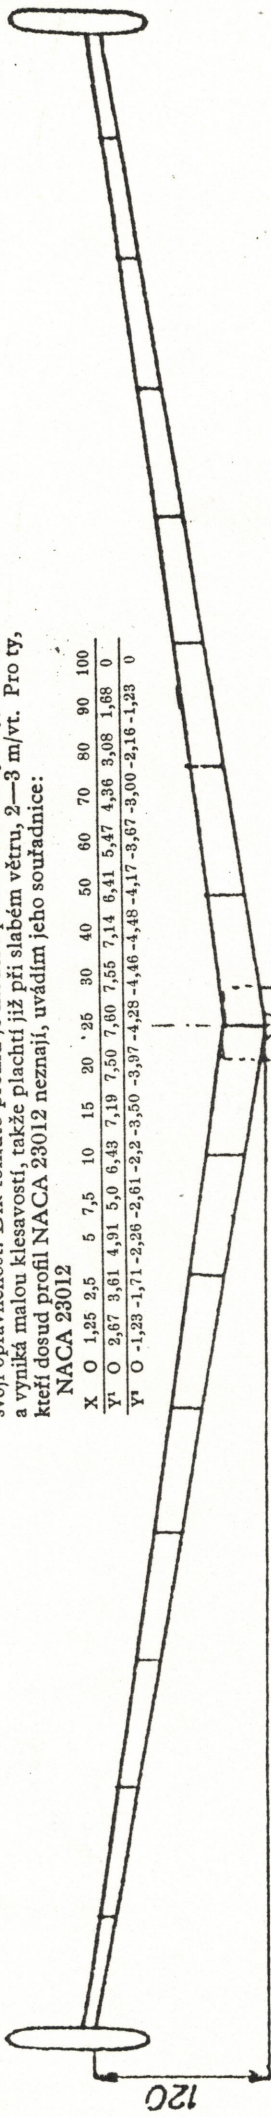 a vyniká malou klesavostí, takže plachtí již při slabém větru, 2—3 m/vt. Pro ty,
kteří dosud profil NACA 23012 neznají, uvádím jeho souřadnice:
NACA 23012
X O 1,25 2,5 5 7,5 10 15 20 25 30 40 50 60 70 80 90 100
Y¹ O 2,67 3,61 4,91 5,0 6,43 7,19 7,50 7,60 7,55 7,14 6,41 5,47 4,36 3,08 1,68 0
Y² O -1,23 -1,71 -2,26 -2,61 -2,2 -3,50 -3,97 -4,28 -4,46 -4,48 -4,17 -3,67 -3,00 -2,16 -1,23 0
120